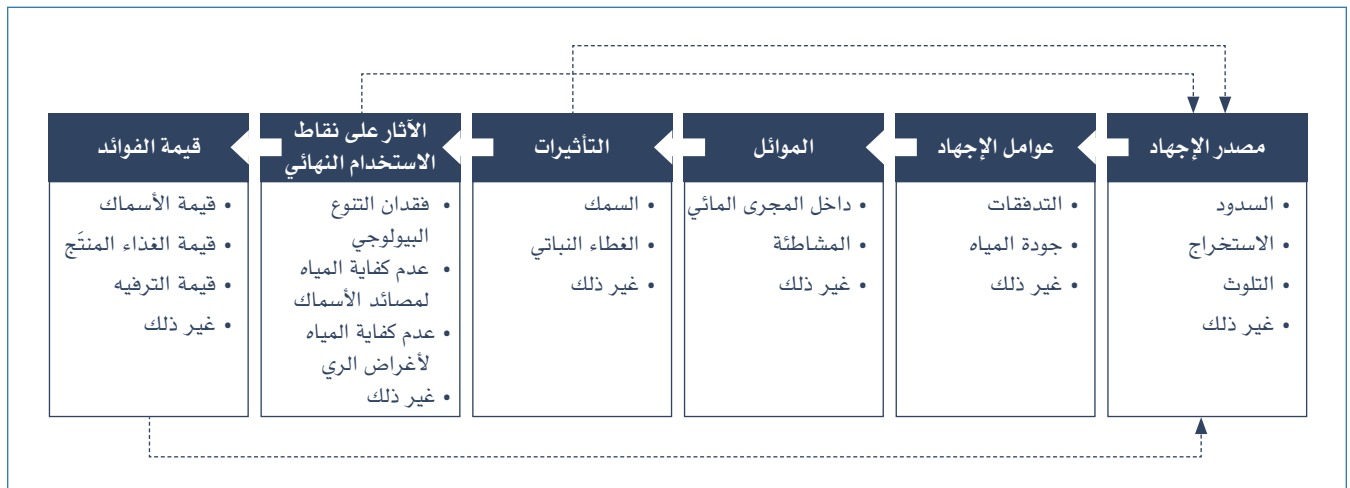 مصدر الإجهاد
• السدود
• الاستخراج
• التلوث
• غير ذلك
عوامل الإجهاد
• التدفقات
• جودة المياه
• غير ذلك
الموائل
• داخل المجرى المائي
• المشاطئة
• غير ذلك
التأثيرات
• السمك
• الغطاء النباتي
• غير ذلك
الآثار على نقاط
الاستخدام النهائي
• فقدان التنوع
البيولوجي
• عدم كفاية المياه
لمصائد الأسماك
• عدم كفاية المياه
لأغراض الري
• غير ذلك
قيمة الفوائد
• قيمة الأسماك
• قيمة الغذاء المنتَج
• قيمة الترفيه
• غير ذلك